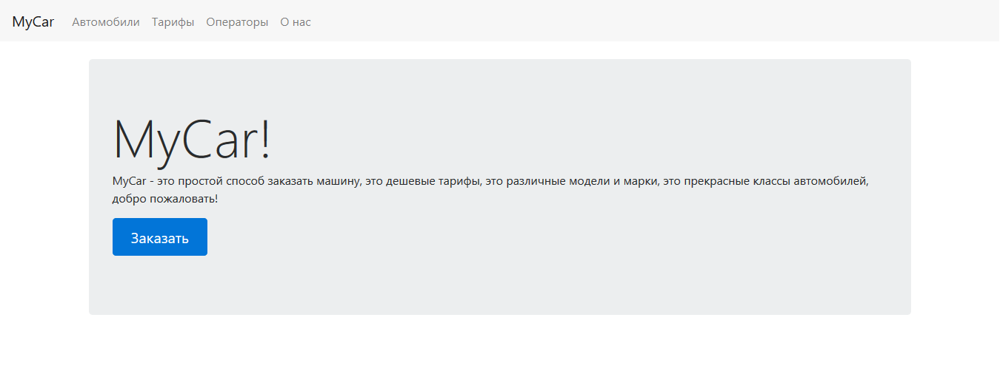 MyCar Автомобили Тарифы Операторы О нас
MyCar!
MyCar - это простой способ заказать машину, это дешевые тарифы, это различные модели и марки, это прекрасные классы автомобилей,
добро пожаловать!
Заказать